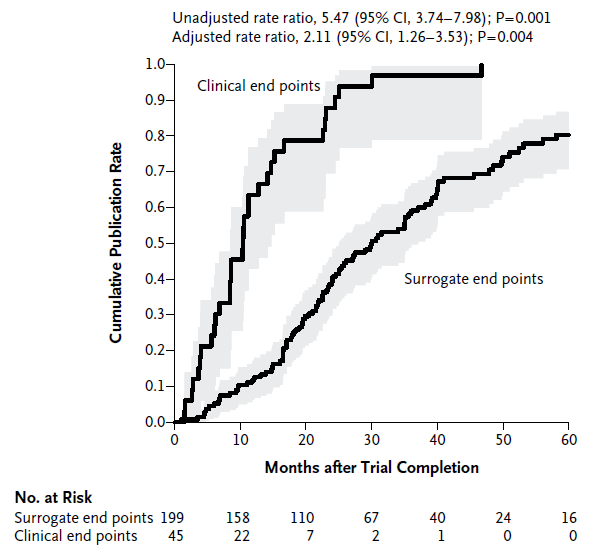 Unadjusted rate ratio, 5.47 (95% CI, 3.74–7.98); P=0.001
Adjusted rate ratio, 2.11 (95% CI, 1.26–3.53); P=0.004
Cumulative Publication Rate
1.0
0.9
0.8
0.7
0.6
0.5
0.4
0.3
0.2
0.1
0.0
Clinical end points
Surrogate end points
0 10 20 30 40 50 60
Months after Trial Completion
No. at Risk
Surrogate end points 199 158 110 67 40 24 16
Clinical end points 45 22 7 2 1 0 0